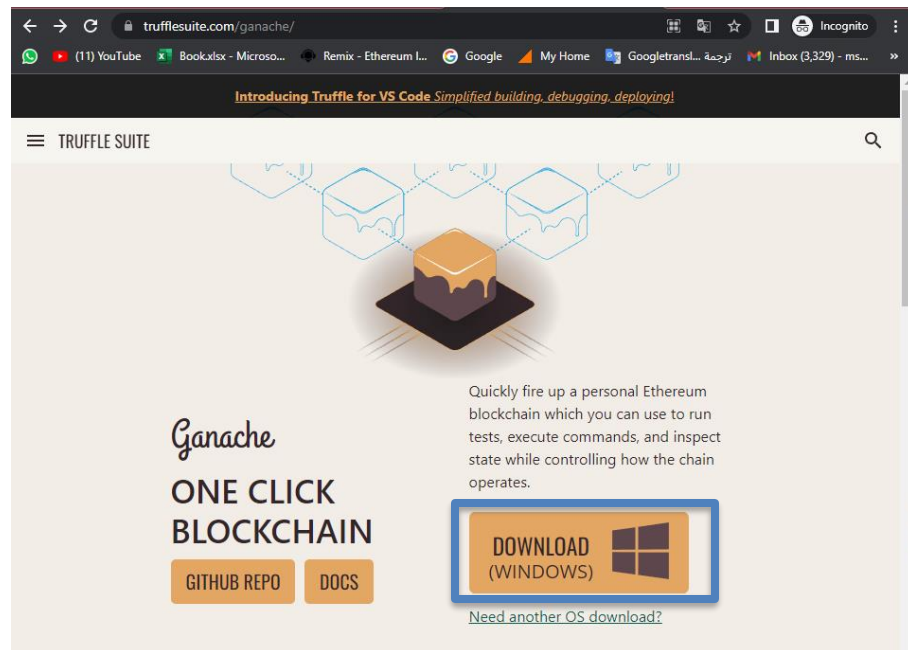 trufflesuite.com/ganache/
Incognito
(11) YouTube
Book.xlsx - Microso...
Remix - Ethereum I...
Google
My Home
Googletransl... ترجمة
Inbox (3,329) - ms...
»
Introducing Truffle for VS Code Simplified building, debugging, deploying!
TRUFFLE SUITE
Quickly fire up a personal Ethereum
blockchain which you can use to run
tests, execute commands, and inspect
state while controlling how the chain
operates.
Ganache
ONE CLICK
BLOCKCHAIN
GITHUB REPO
DOCS
DOWNLOAD
(WINDOWS)
Need another OS download?